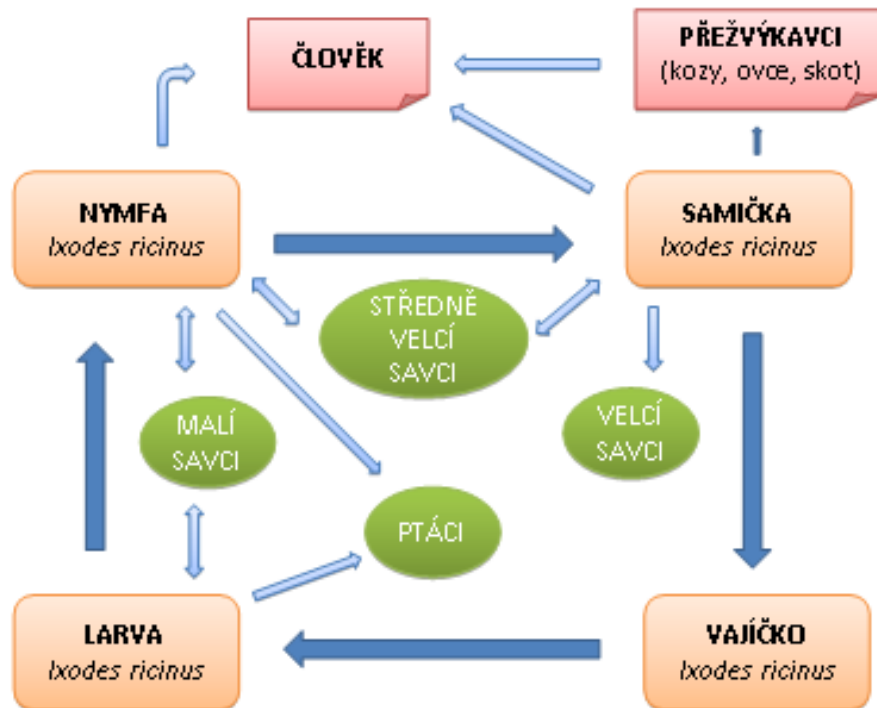 ČLOVĚK
PŘEŽVÝKAVCI
(kozy, ovce, skot)
NYMFA
Ixodes ricinus
SAMIČKA
Ixodes ricinus
STŘEDNĚ
VELCÍ
SAVCI
MALÍ
SAVCI
VELCÍ
SAVCI
PTÁCI
LARVA
Ixodes ricinus
VAJÍČKO
Ixodes ricinus